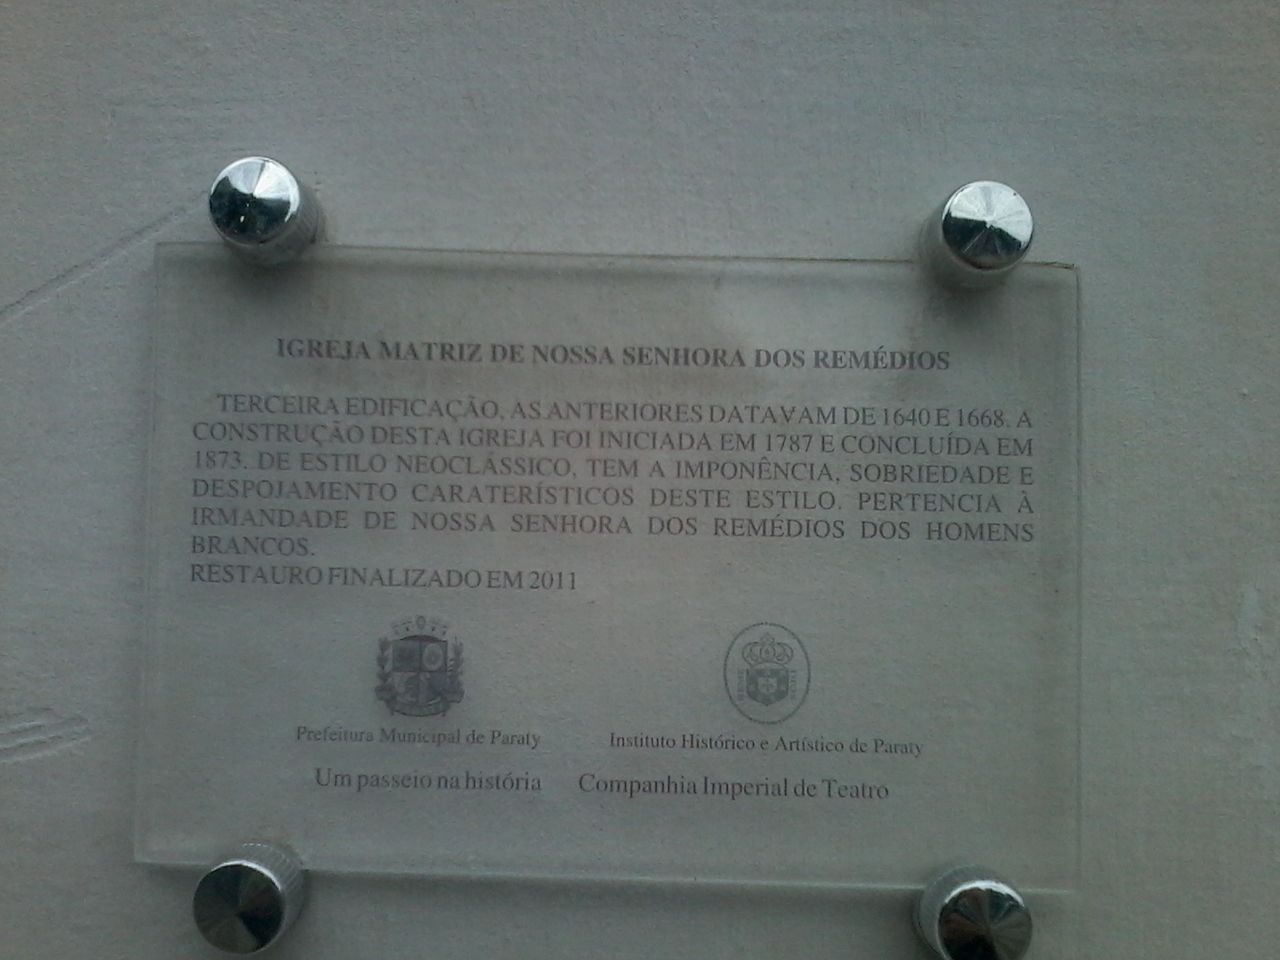 IGREJA MATRIZ DE NOSSA SENHORA DOS REMÉDIOS
TERCEIRA EDIFICAÇÃO. AS ANTERIORES DATAVAM DE 1640 E 1668. A
CONSTRUÇÃO DESTA IGREJA FOI INICIADA EM 1787 E CONCLUÍDA EM
1873. DE ESTILO NEOCLÁSSICO, TEM A IMPONÊNCIA, SOBRIEDADE E
DESPOJAMENTO CARATERÍSTICOS DESTE ESTILO. PERTENCIA À
IRMANDADE DE NOSSA SENHORA DOS REMÉDIOS DOS HOMENS
BRANCOS.
RESTAURO FINALIZADO EM 2011
Prefeitura Municipal de Paraty
Instituto Histórico e Artístico de Paraty
Um passeio na história
Companhia Imperial de Teatro